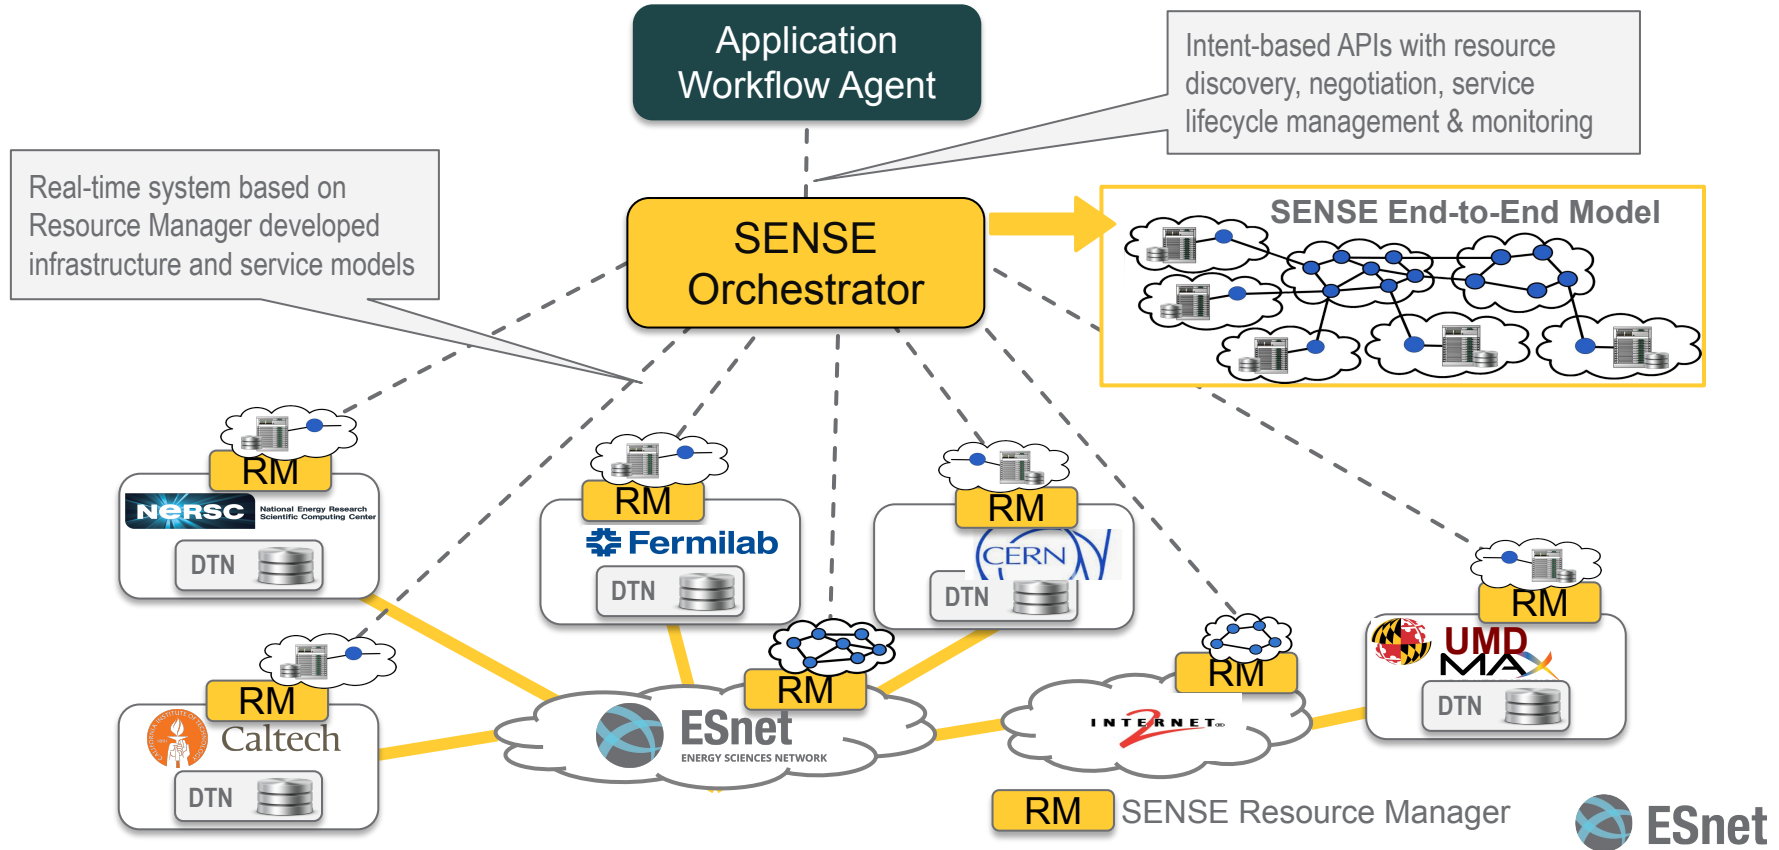 Application
Workflow Agent
Intent-based APIs with resource
discovery, negotiation, service
lifecycle management & monitoring
Real-time system based on
Resource Manager developed
infrastructure and service models
SENSE
Orchestrator
SENSE End-to-End Model
RM
NERSC
National Energy Research
Scientific Computing Center
DTN
RM
Fermilab
DTN
RM
CERN
DTN
RM
UMD
MAX
DTN
RM
Caltech
DTN
RM
ESnet
ENERGY SCIENCES NETWORK
RM
INTERNET
2
RM
SENSE Resource Manager
ESnet